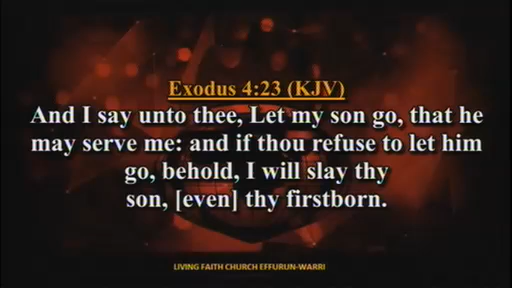 Exodus 4:23 (KJV)
And I say unto thee, Let my son go, that he
may serve me: and if thou refuse to let him
go, behold, I will slay thy
son, [even] thy firstborn.
LIVING FAITH CHURCH EFFURUN-WARRI